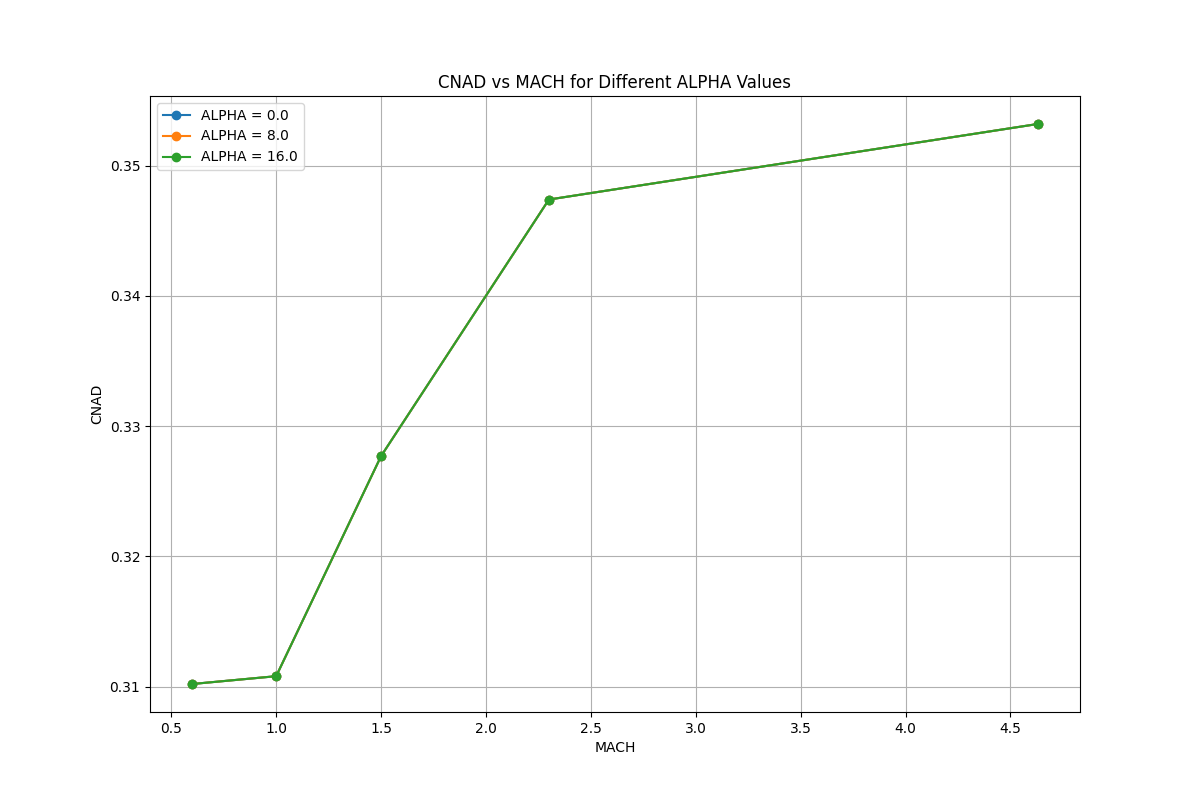 CNAD vs MACH for Different ALPHA Values
ALPHA = 0.0
ALPHA = 8.0
ALPHA = 16.0
0.35
0.34
0.33
0.32
0.31
CNAD
0.5 1.0 1.5 2.0 2.5 3.0 3.5 4.0 4.5
MACH